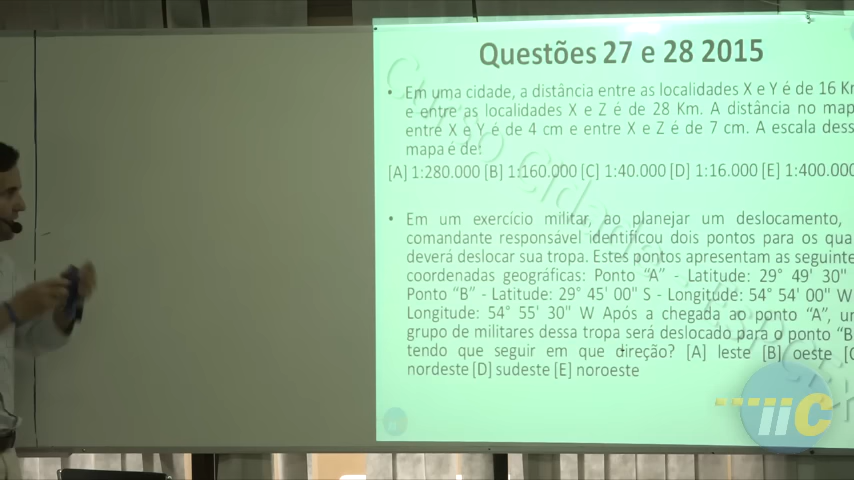 Questões 27 e 28 2015
• Em uma cidade, a distância entre as localidades X e Y é de 16 Km
e entre as localidades X e Z é de 28 Km. A distância no mapa
entre X e Y é de 4 cm e entre X e Z é de 7 cm. A escala dess
mapa é de:
[A] 1:280.000 [B] 1:160.000 [C] 1:40.000 [D] 1:16.000 [E] 1:400.000
• Em um exercício militar, ao planejar um deslocamento,
comandante responsável identificou dois pontos para os qua
deverá deslocar sua tropa. Estes pontos apresentam as seguinte
coordenadas geográficas: Ponto “A” - Latitude: 29° 49' 30"
Ponto “B” - Latitude: 29° 45' 00" S - Longitude: 54° 54' 00" W
Longitude: 54° 55' 30" W Após a chegada ao ponto “A”, um
grupo de militares dessa tropa será deslocado para o ponto “B
tendo que seguir em que direção? [A] leste [B] oeste [C
nordeste [D] sudeste [E] noroeste
iiC